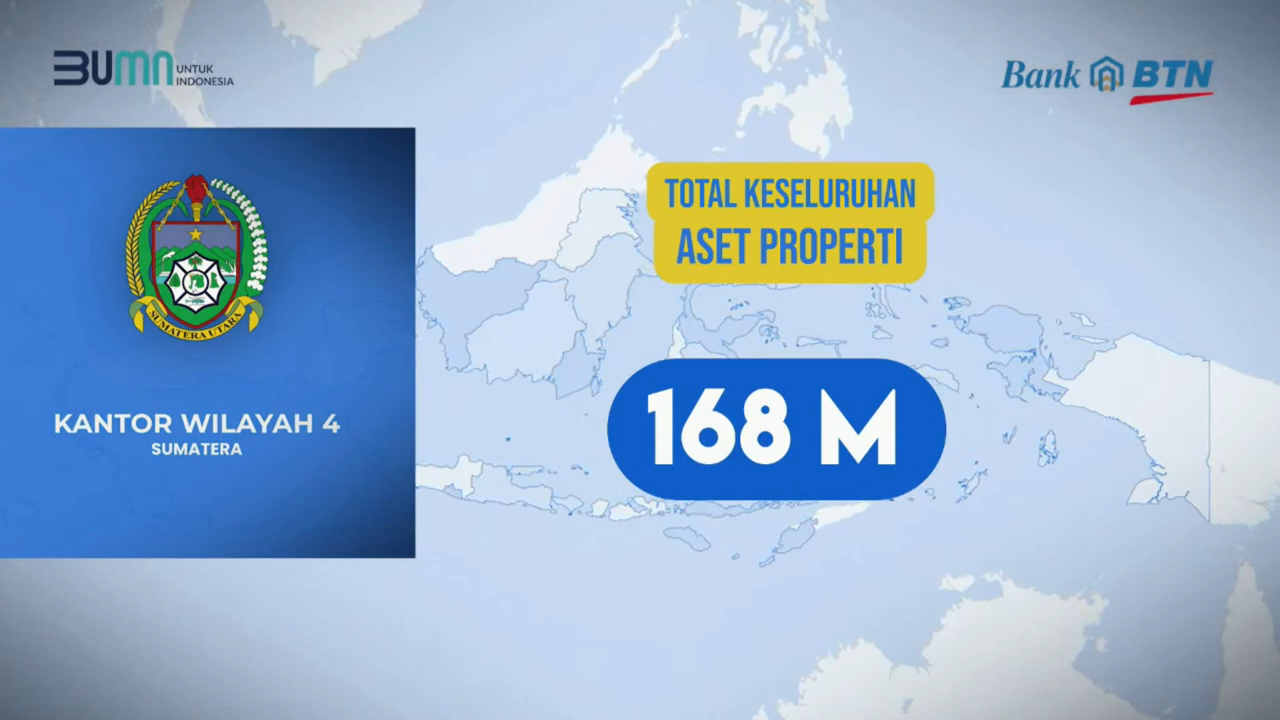 BUMN
UNTUK
INDONESIA
Bank BTN
SUMATERA UTARA
KANTOR WILAYAH 4
SUMATERA
TOTAL KESELURUHAN
ASET PROPERTI
168 M